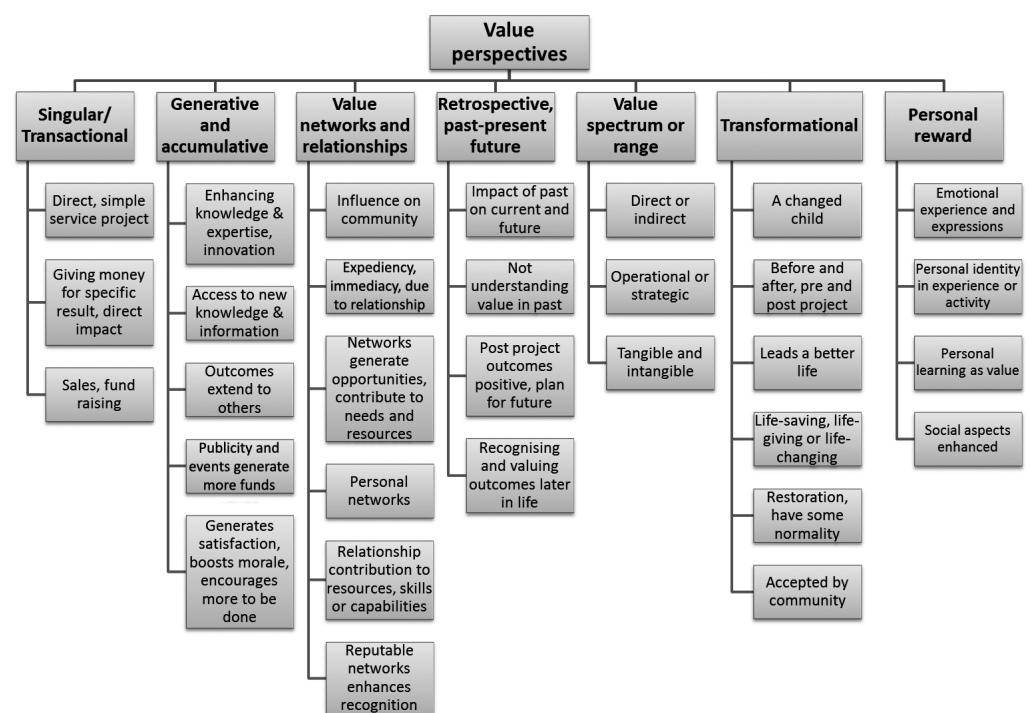 Value
perspectives
Singular/
Transactional
Direct, simple
service project
Giving money
for specific
result, direct
impact
Sales, fund
raising
Generative
and
accumulative
Enhancing
knowledge &
expertise,
innovation
Access to new
knowledge &
information
Outcomes
extend to
others
Publicity and
events generate
more funds
Generates
satisfaction,
boosts morale,
encourages
more to be
done
Value
networks and
relationships
Influence on
community
Expediency,
immediacy, due
to relationship
Networks
generate
opportunities,
contribute to
needs and
resources
Personal
networks
Relationship
contribution to
resources, skills
or capabilities
Reputable
networks
enhances
recognition
Retrospective,
past-present
future
Impact of past
on current and
future
Not
understanding
value in past
Post project
outcomes
positive, plan
for future
Recognising
and valuing
outcomes later
in life
Value
spectrum or
range
Direct or
indirect
Operational or
strategic
Tangible and
intangible
Transformational
A changed
child
Before and
after, pre and
post project
Leads a better
life
Life-saving, life-
giving or life-
changing
Restoration,
have some
normality
Accepted by
community
Personal
reward
Emotional
experience and
expressions
Personal identity
in experience or
activity
Personal
learning as value
Social aspects
enhanced